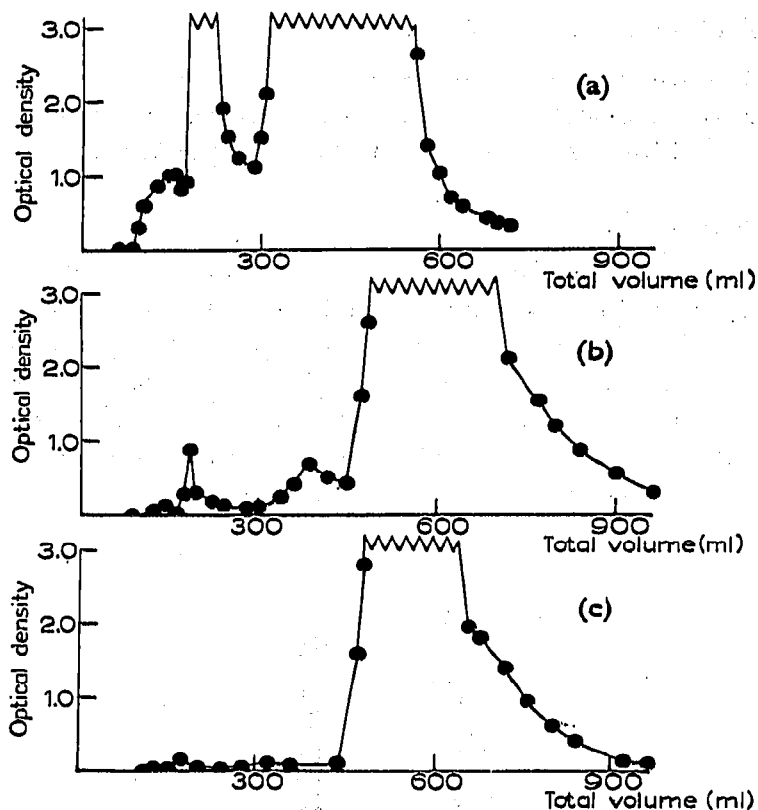 3.0
2.0
1.0
Optical density
(a)
300 600 900
Total volume (ml)
3.0
2.0
1.0
Optical density
(b)
300 600 900
Total volume (ml)
3.0
2.0
1.0
Optical density
(c)
300 600 900
Total volume (ml)